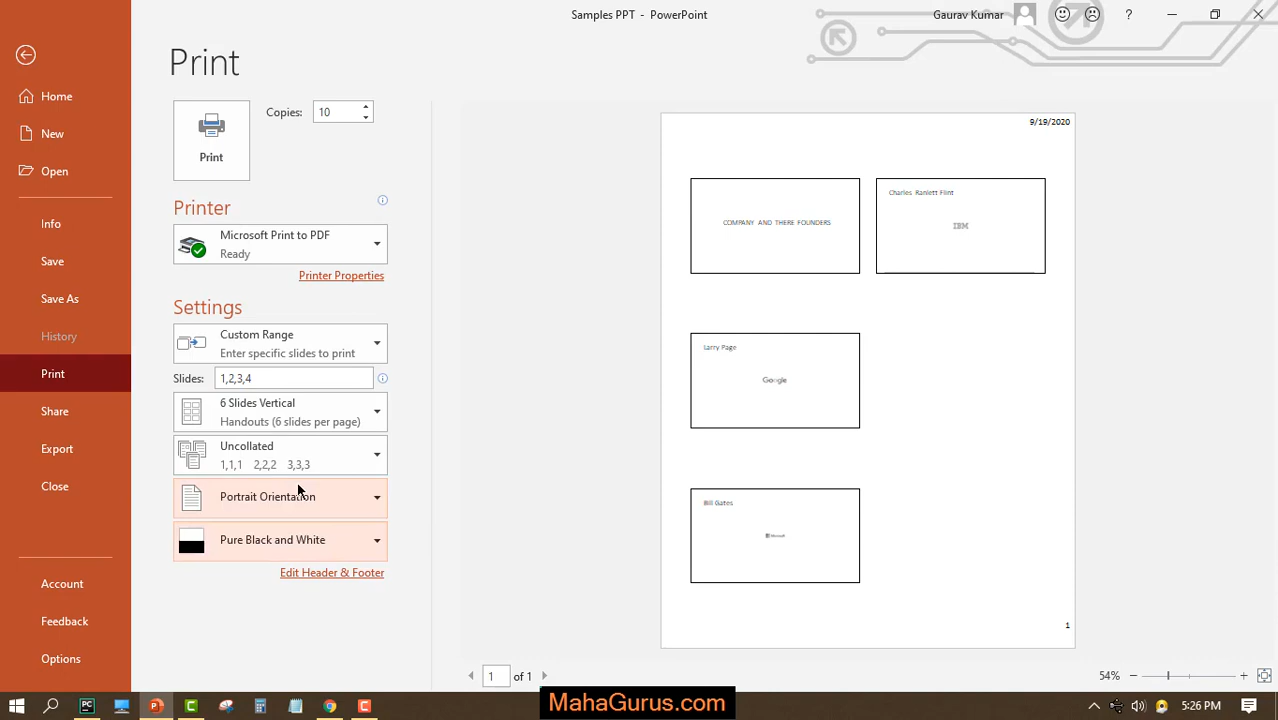 Samples PPT - PowerPoint
Gaurav Kumar
?
Print
Home
New
Open
Info
Save
Save As
History
Print
Share
Export
Close
Account
Feedback
Options
Print
Copies: 10
Printer
Microsoft Print to PDF
Ready
Printer Properties
Settings
Custom Range
Enter specific slides to print
Slides: 1,2,3,4
6 Slides Vertical
Handouts (6 slides per page)
Uncollated
1,1,1 2,2,2 3,3,3
Portrait Orientation
Pure Black and White
Edit Header & Footer
9/19/2020
COMPANY AND THERE FOUNDERS
Charles Ranlett Flint
IBM
Larry Page
Google
Bill Gates
Microsoft
1
1 of 1
54%
MahaGurus.com
5:26 PM